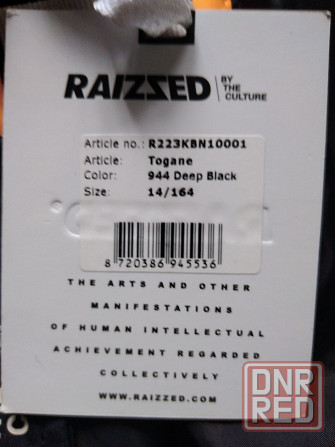 RAIZZED
BY
THE
CULTURE
Article no.: R223KBN10001
Article: Togane
Color: 944 Deep Black
Size: 14/164
8 720386 945536
THE ARTS AND OTHER
MANIFESTATIONS
OF HUMAN INTELLECTUAL
ACHIEVEMENT REGARDED
COLLECTIVELY
WWW.RAIZZED.COM
DNR
RED